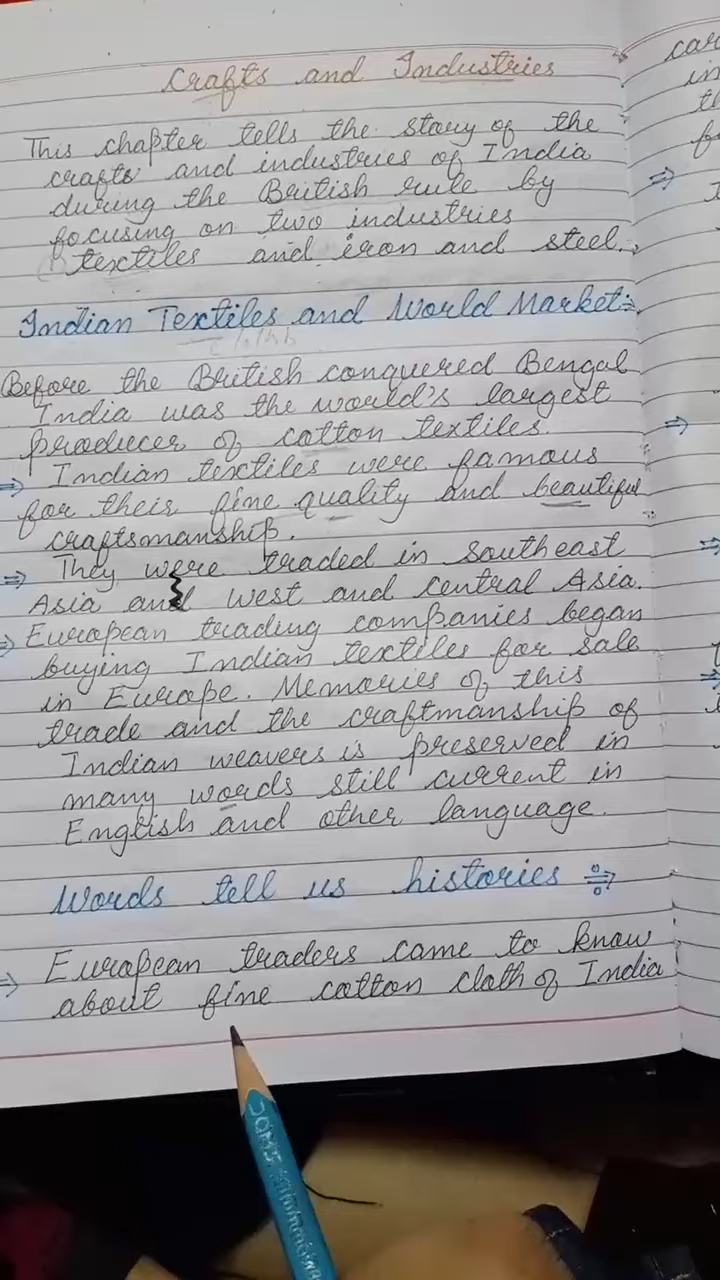 Crafts and Industries
This chapter tells the story of the
crafts and industries of India
during the British rule by
focusing on two industries
textiles and iron and steel.
Indian Textiles and World Market:
Before the British conquered Bengal
India was the world's largest
producer of cotton textiles.
⇒ Indian textiles were famous
for their fine quality and beautiful
craftsmanship.
⇒ They were traded in southeast
Asia and west and central Asia.
⇒ European trading companies began
buying Indian textiles for sale
in Europe. Memories of this
trade and the craftmanship of
Indian weavers is preserved in
many words still current in
English and other language.
Words tell us histories ÷⇒
⇒ European traders came to know
about fine cotton cloth of India
car
in
⇒
⇒
⇒
⇒